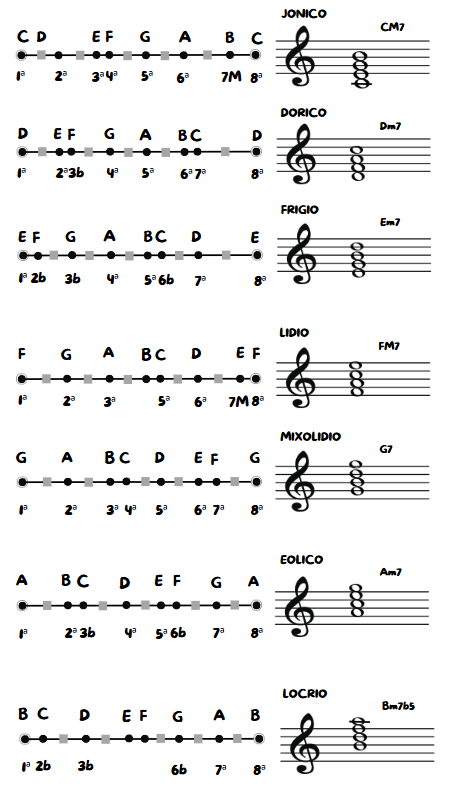 JONICO
CM7
C D E F G A B C
1ª 2ª 3ª 4ª 5ª 6ª 7M 8ª
DORICO
Dm7
D E F G A B C D
1ª 2ª 3b 4ª 5ª 6ª 7ª 8ª
FRIGIO
Em7
E F G A B C D E
1ª 2b 3b 4ª 5ª 6b 7ª 8ª
LIDIO
FM7
F G A B C D E F
1ª 2ª 3ª 5ª 6ª 7M 8ª
MIXOLIDIO
G7
G A B C D E F G
1ª 2ª 3ª 4ª 5ª 6ª 7ª 8ª
EOLICO
Am7
A B C D E F G A
1ª 2ª 3b 4ª 5ª 6b 7ª 8ª
LOCRIO
Bm7b5
B C D E F G A B
1ª 2b 3b 6b 7ª 8ª